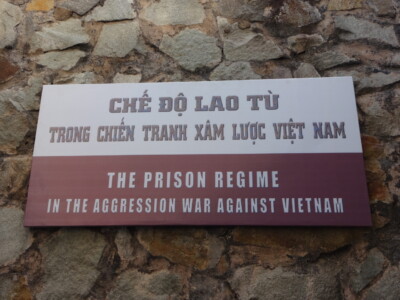 CHẾ ĐỘ LAO TÙ
TRONG CHIẾN TRANH XÂM LƯỢC VIỆT NAM
THE PRISON REGIME
IN THE AGGRESSION WAR AGAINST VIETNAM